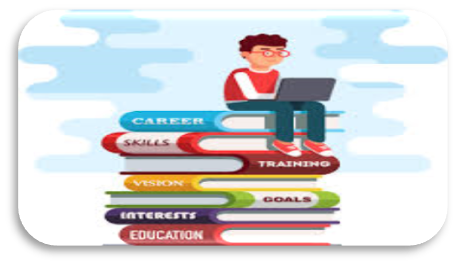 CAREER
SKILLS
TRAINING
VISION
GOALS
INTERESTS
EDUCATION